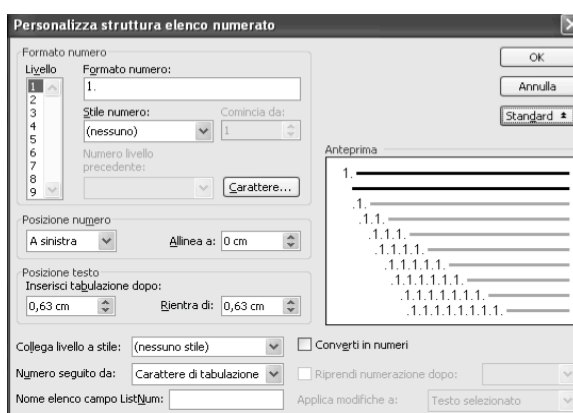 Personalizza struttura elenco numerato
Formato numero
Livello
1
2
3
4
5
6
7
8
9
Formato numero:
1.
Stile numero:
(nessuno)
Comincia da:
1
Numero livello
precedente:
Carattere...
OK
Annulla
Standard
Anteprima
1.
.1.
.1.1.
.1.1.1.
.1.1.1.1.
.1.1.1.1.1.
.1.1.1.1.1.1.
.1.1.1.1.1.1.1.
.1.1.1.1.1.1.1.1.
Posizione numero
A sinistra
Allinea a: 0 cm
Posizione testo
Inserisci tabulazione dopo:
0,63 cm
Rientra di: 0,63 cm
Collega livello a stile: (nessuno stile)
Converti in numeri
Numero seguito da: Carattere di tabulazione
Riprendi numerazione dopo:
Nome elenco campo ListNum:
Applica modifiche a: Testo selezionato